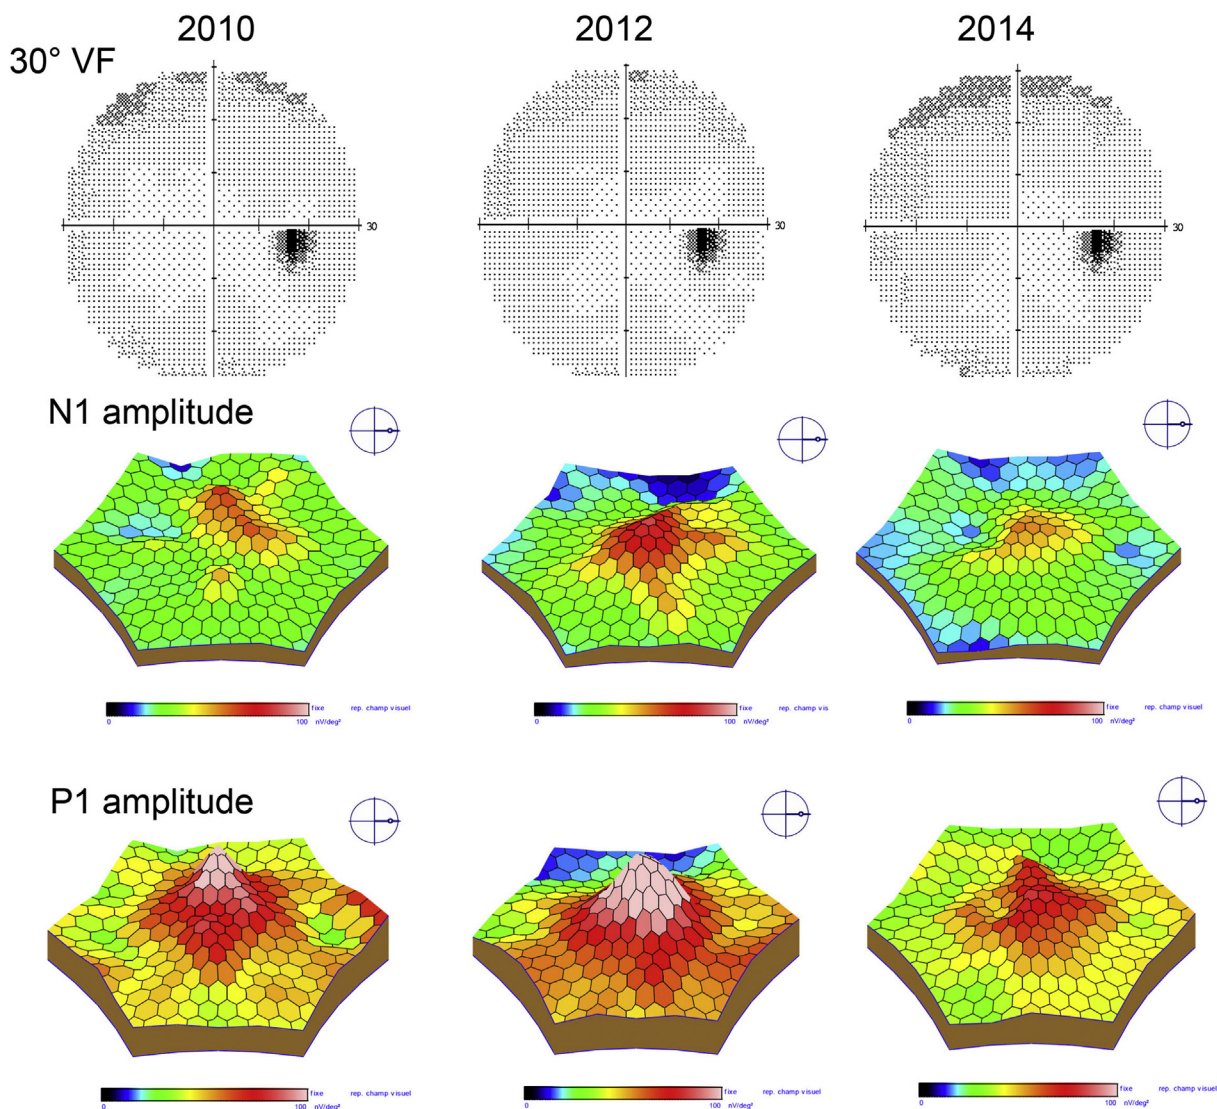 2010 2012 2014
30° VF
30 30 30
N1 amplitude
fixe rep. champ visuel fixe rep. champ vis fixe rep. champ visuel
0 100 nV/deg² 0 100 nV/deg² 0 100 nV/deg²
P1 amplitude
fixe rep. champ visuel fixe rep. champ visuel fixe rep. champ visuel
0 100 nV/deg² 0 100 nV/deg² 0 100 nV/deg²